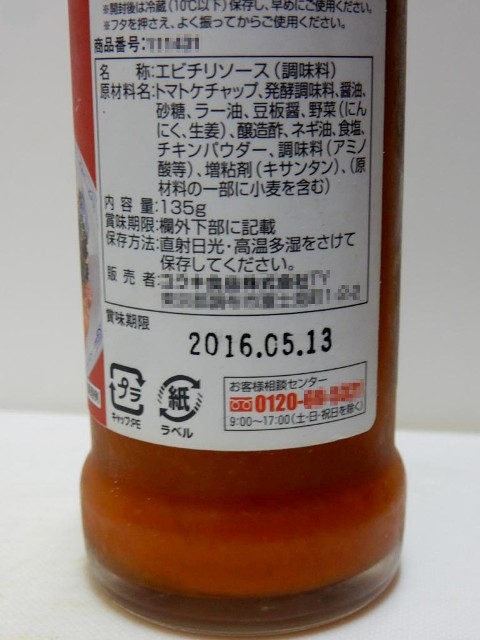 ※開封後は冷蔵(10℃以下)保存し、早めにご使用ください。
※フタを押さえ、よく振ってからご使用ください。
商品番号:
名 称:エビチリソース(調味料)
原材料名:トマトケチャップ、発酵調味料、醤油、
砂糖、ラー油、豆板醤、野菜(にん
にく、生姜)、醸造酢、ネギ油、食塩、
チキンパウダー、調味料(アミノ
酸等)、増粘剤(キサンタン)、(原
材料の一部に小麦を含む)
内 容 量:135g
賞味期限:欄外下部に記載
保存方法:直射日光・高温多湿をさけて
保存してください。
販 売 者:
賞味期限
2016.05.13
プラ
キャップ:PE
紙
ラベル
お客様相談センター
0120-
9:00～17:00(土・日・祝日を除く)